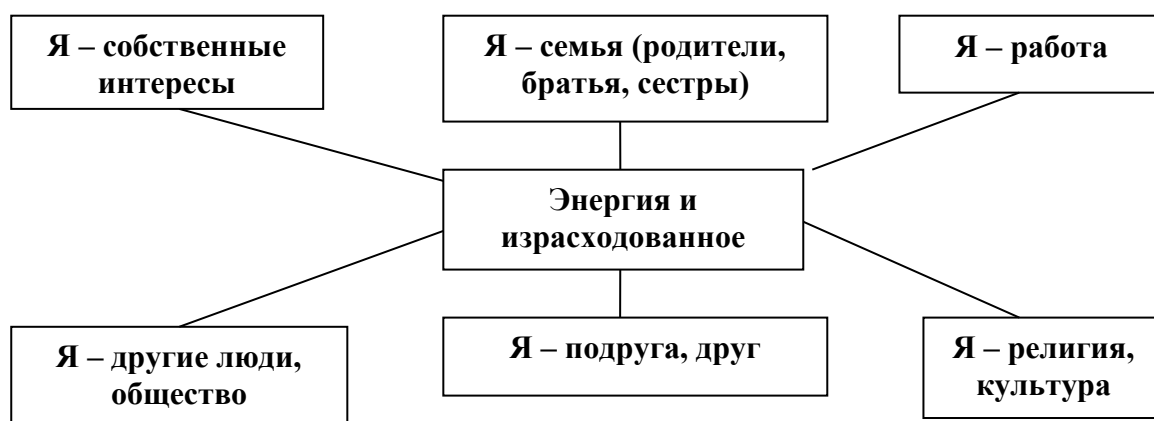 Я – собственные
интересы
Я – семья (родители,
братья, сестры)
Я – работа
Энергия и
израсходованное
Я – другие люди,
общество
Я – подруга, друг
Я – религия,
культура